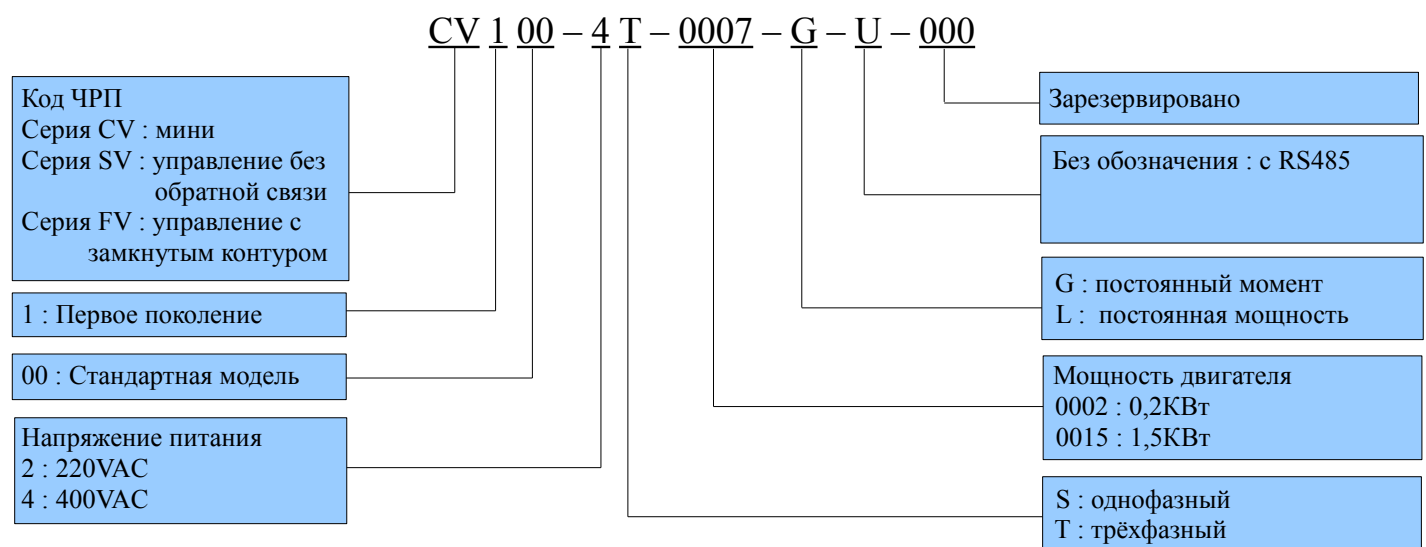 CV 1 00 – 4 T – 0007 – G – U – 000
Код ЧРП
Серия CV : мини
Серия SV : управление без
обратной связи
Серия FV : управление с
замкнутым контуром
1 : Первое поколение
00 : Стандартная модель
Напряжение питания
2 : 220VAC
4 : 400VAC
Зарезервировано
Без обозначения : с RS485
G : постоянный момент
L : постоянная мощность
Мощность двигателя
0002 : 0,2КВт
0015 : 1,5КВт
S : однофазный
T : трёхфазный